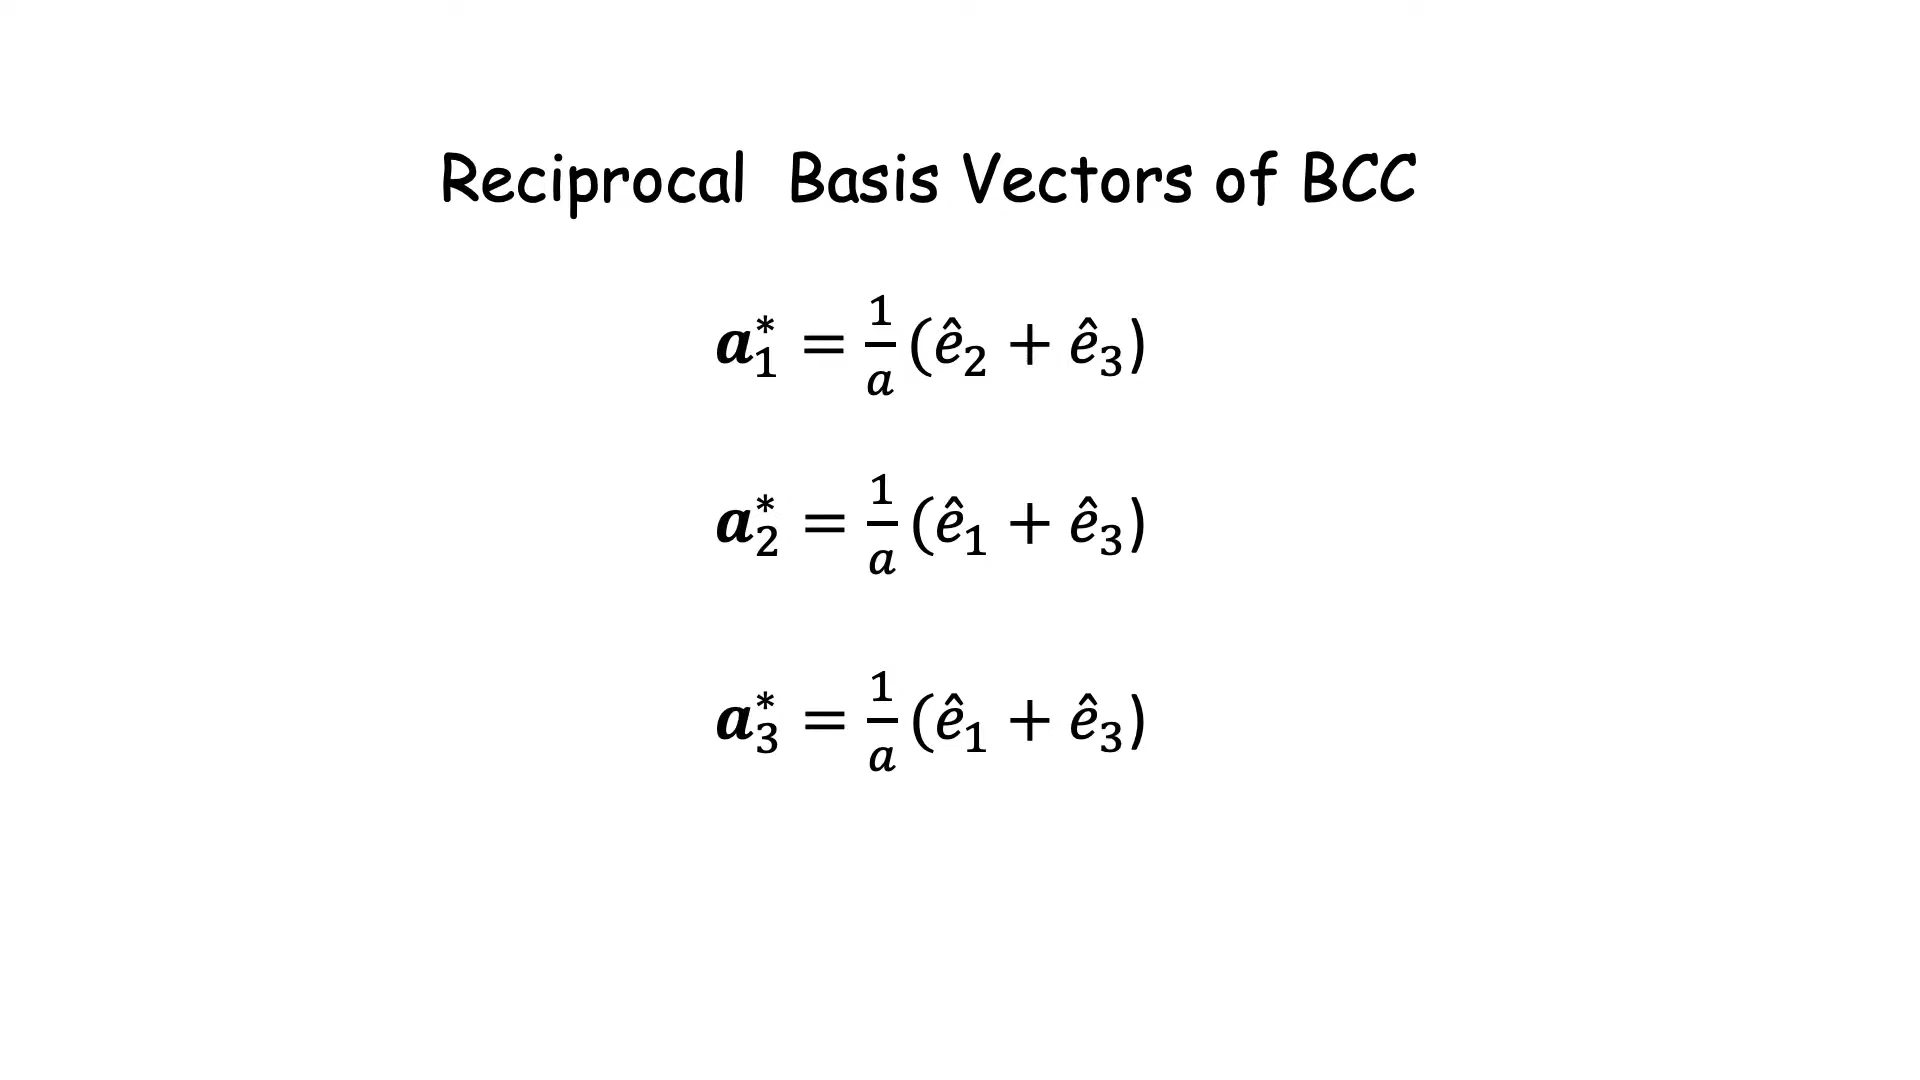 Reciprocal Basis Vectors of BCC
𝒂₁* = 1/a (ê₂ + ê₃)
𝒂₂* = 1/a (ê₁ + ê₃)
𝒂₃* = 1/a (ê₁ + ê₃)